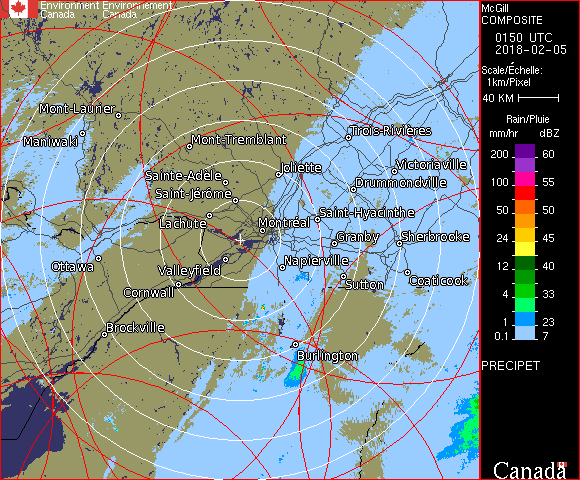 Environment Environnement
Canada Canada
McGill
COMPOSITE
0150 UTC
2018-02-05
Scale/Échelle:
1km/Pixel
40 KM
Rain/Pluie
mm/hr dBZ
200 60
100 55
50 50
24 45
12 40
4 33
1 23
0.1 7
PRECIPET
Canada
Mont-Laurier
Maniwaki
Mont-Tremblant
Trois-Rivières
Joliette
Victoriaville
Sainte-Adèle
Drummondville
Saint-Jérôme
Lachute
Saint-Hyacinthe
Montréal
Granby
Sherbrooke
Ottawa
Valleyfield
Napierville
Sutton
Coaticook
Cornwall
Brockville
Burlington